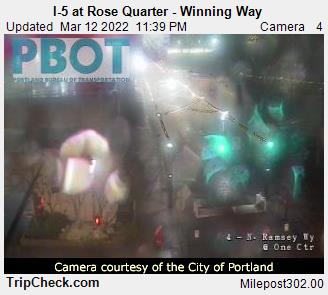 I-5 at Rose Quarter - Winning Way
Updated Mar 12 2022 11:39 PM Camera 4
PBOT
PORTLAND BUREAU OF TRANSPORTATION
4 - N. Ramsey Wy
@ One Ctr
Camera courtesy of the City of Portland
TripCheck.com Milepost302.00